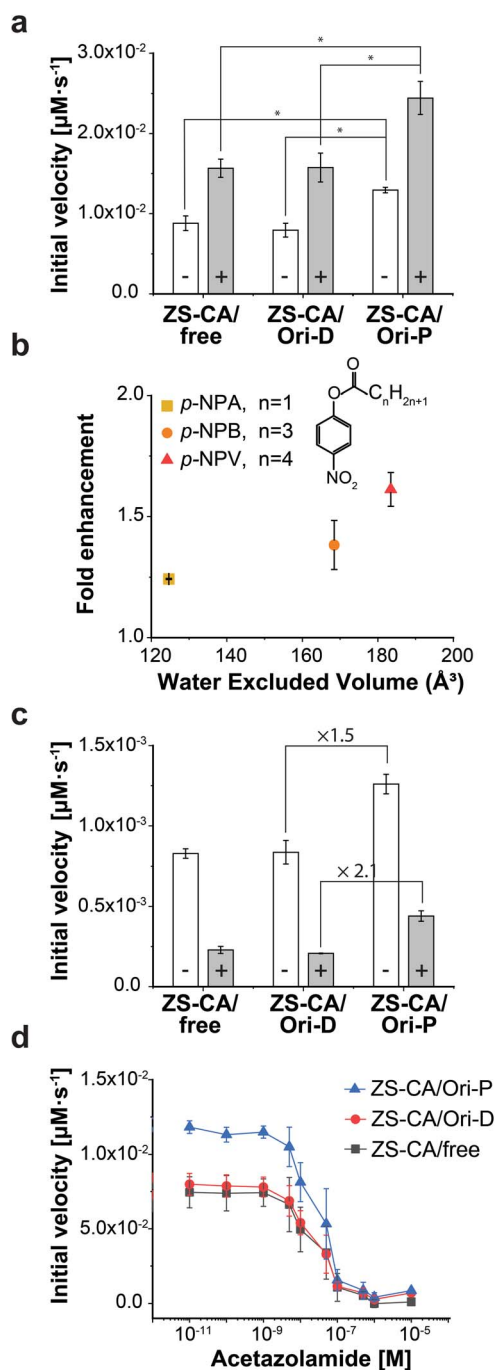 a
Initial velocity [µM·s⁻¹]
3.0x10⁻²
2.0x10⁻²
1.0x10⁻²
0.0
*
*
*
*
- + - + - +
ZS-CA/ free
ZS-CA/ Ori-D
ZS-CA/ Ori-P
b
Fold enhancement
2.0
1.5
1.0
p-NPA, n=1
p-NPB, n=3
p-NPV, n=4
O
O C CnH2n+1
NO2
120 140 160 180 200
Water Excluded Volume (Å³)
c
Initial velocity [µM·s⁻¹]
1.5x10⁻³
1.0x10⁻³
0.5x10⁻³
0.0
×1.5
× 2.1
- + - + - +
ZS-CA/ free
ZS-CA/ Ori-D
ZS-CA/ Ori-P
d
Initial velocity [µM·s⁻¹]
1.5x10⁻²
1.0x10⁻²
5.0x10⁻²
0.0
ZS-CA/Ori-P
ZS-CA/Ori-D
ZS-CA/free
10⁻¹¹ 10⁻⁹ 10⁻⁷ 10⁻⁵
Acetazolamide [M]